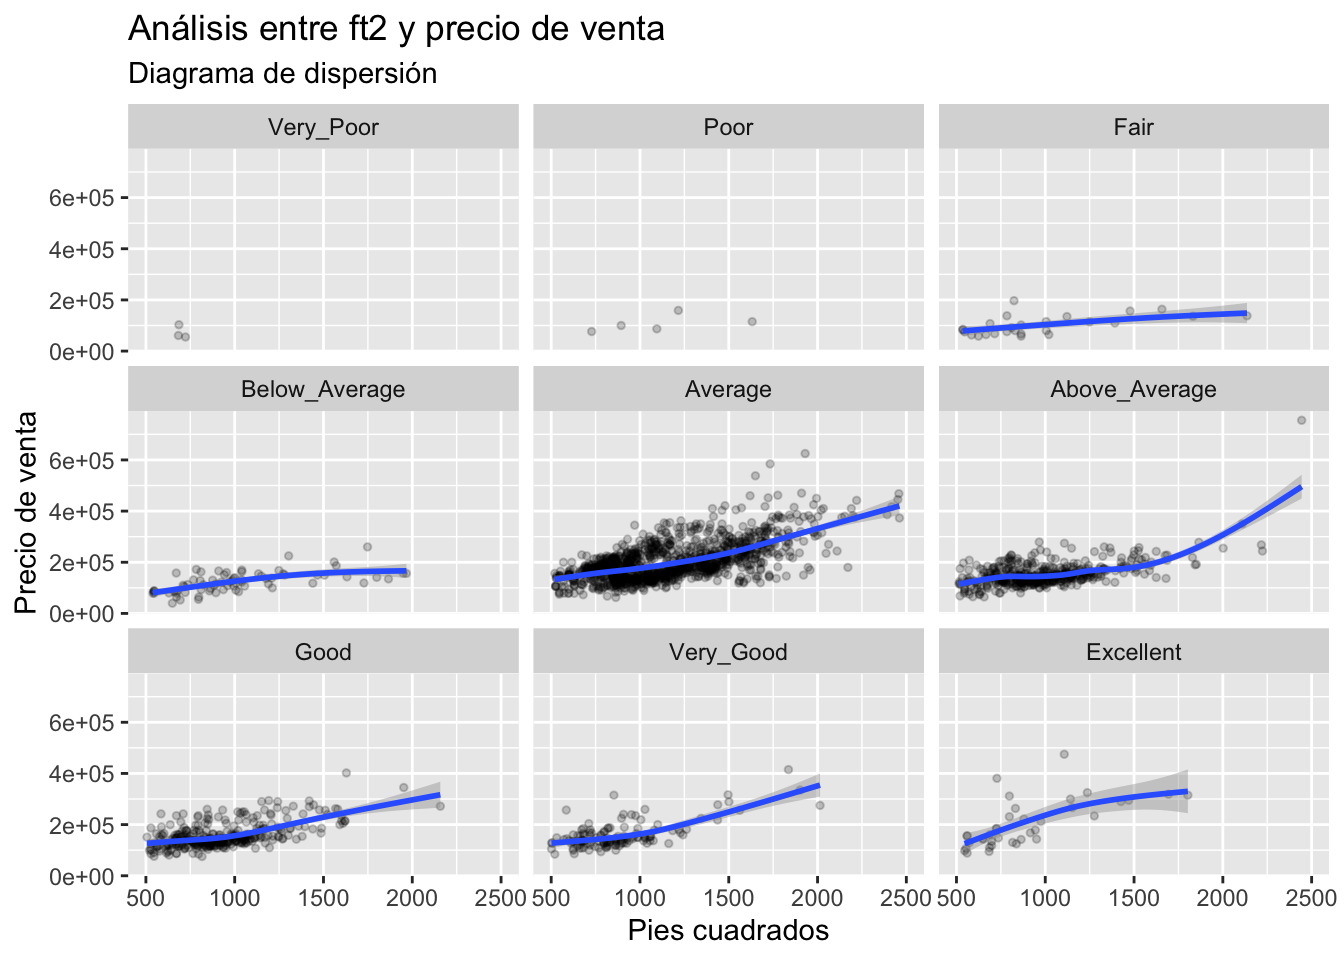 Análisis entre ft2 y precio de venta
Diagrama de dispersión
Very_Poor
Poor
Fair
6e+05
4e+05
2e+05
0e+00
Below_Average
Average
Above_Average
6e+05
4e+05
2e+05
0e+00
Precio de venta
Good
Very_Good
Excellent
6e+05
4e+05
2e+05
0e+00
500 1000 1500 2000 2500 500 1000 1500 2000 2500 500 1000 1500 2000 2500
Pies cuadrados